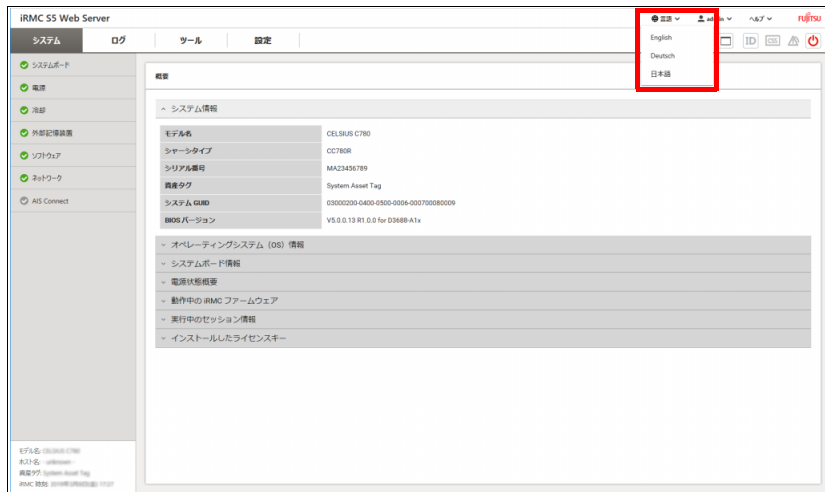 iRMC S5 Web Server
言語
admin
ヘルプ
FUJITSU
システム
ログ
ツール
設定
English
Deutsch
日本語
ID
CSS
システムボード
電源
冷却
外部記憶装置
ソフトウェア
ネットワーク
AIS Connect
概要
システム情報
モデル名 CELSIUS C780
シャーシタイプ CC780R
シリアル番号 MA23456789
資産タグ System Asset Tag
システム GUID 03000200-0400-0500-0006-000700080009
BIOS バージョン V5.0.0.13 R1.0.0 for D3688-A1x
オペレーティングシステム (OS) 情報
システムボード情報
電源状態概要
動作中の iRMC ファームウェア
実行中のセッション情報
インストールしたライセンスキー
モデル名: CELSIUS C780
ホスト名: - unknown -
資産タグ: System Asset Tag
iRMC 時刻: